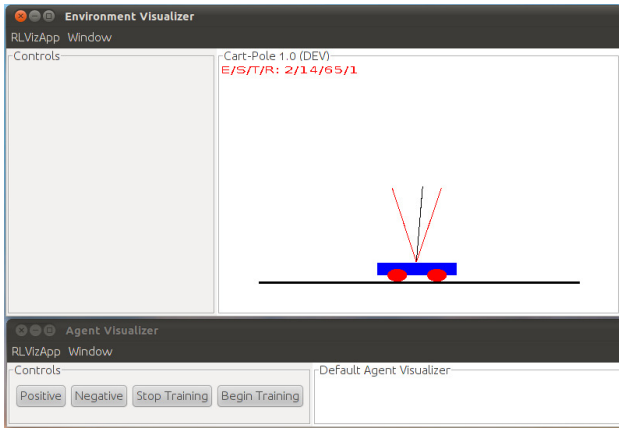 Environment Visualizer
RLVizApp Window
Controls
Cart-Pole 1.0 (DEV)
E/S/T/R: 2/14/65/1
Agent Visualizer
RLVizApp Window
Controls
Positive Negative Stop Training Begin Training
Default Agent Visualizer